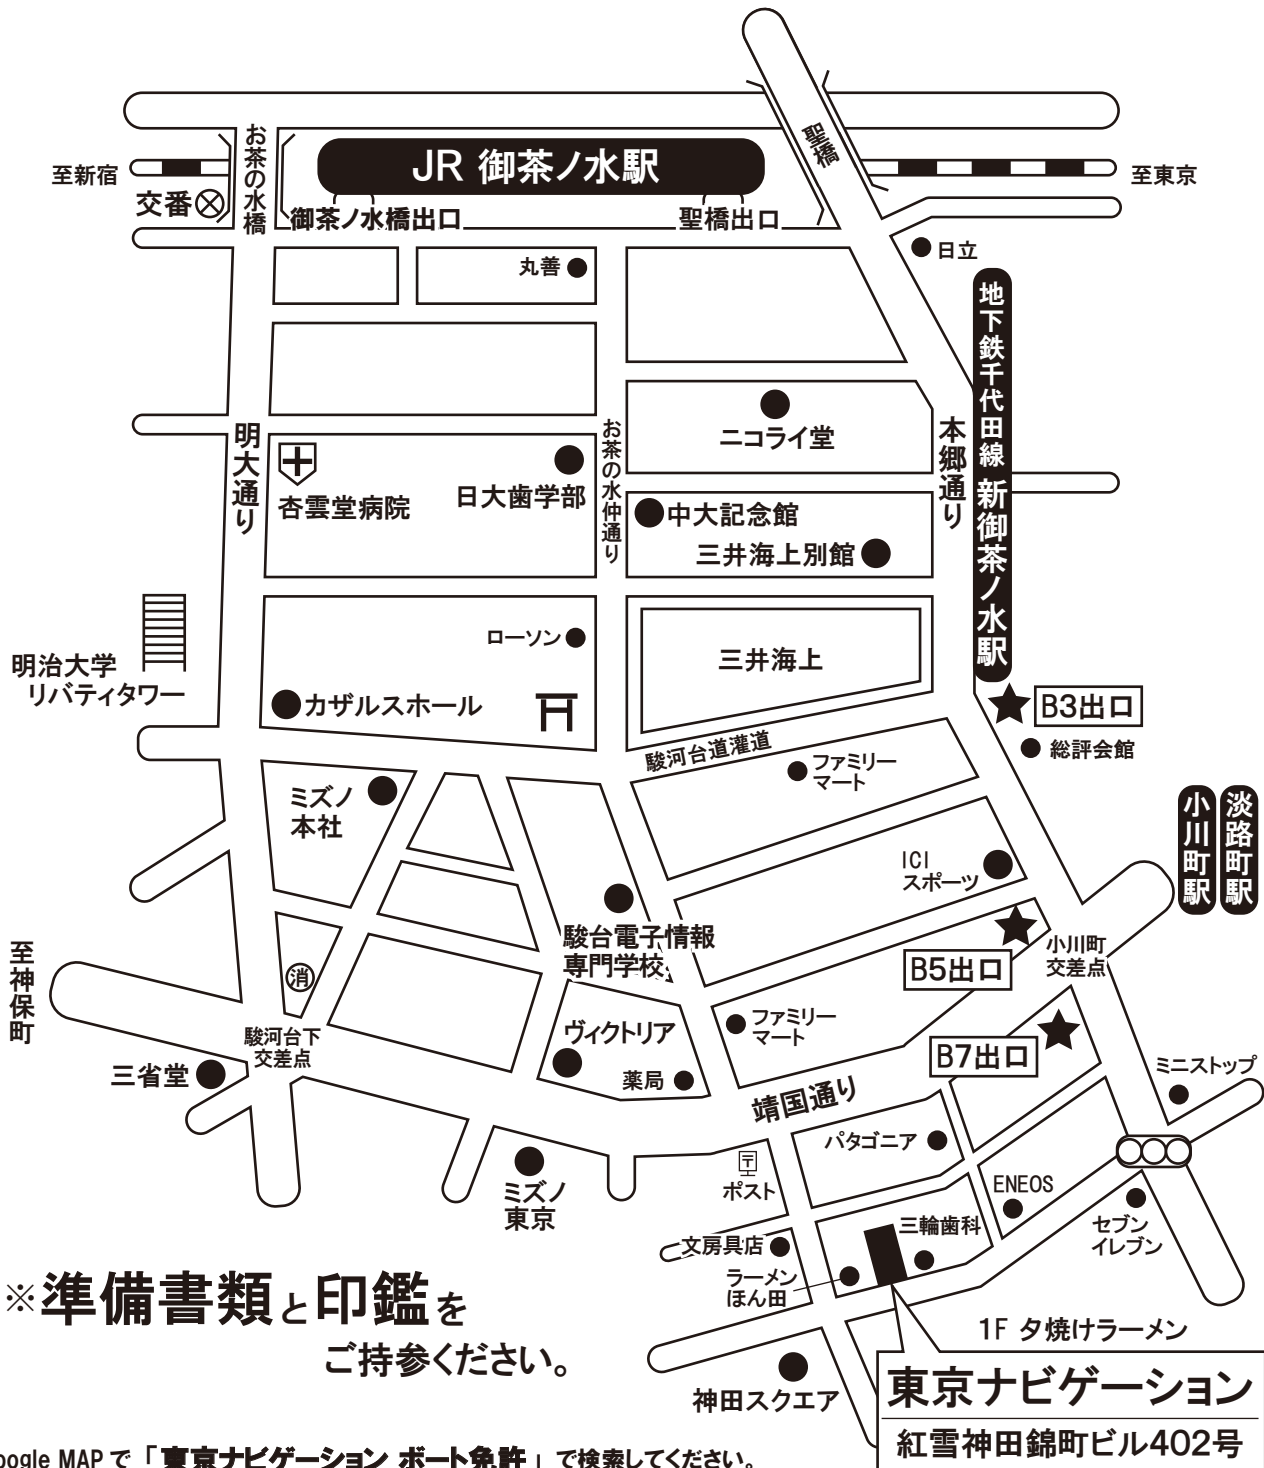 聖橋
お茶の水橋
JR 御茶ノ水駅
至新宿
至東京
交番
御茶ノ水橋出口
聖橋出口
日立
丸善
地下鉄千代田線 新御茶ノ水駅
ニコライ堂
明大通り
お茶の水仲通り
本郷通り
杏雲堂病院
日大歯学部
中大記念館
三井海上別館
ローソン
三井海上
明治大学
リバティタワー
カザルスホール
B3出口
総評会館
駿河台道灌道
ファミリー
マート
ミズノ
本社
小川町駅
淡路町駅
ICI
スポーツ
駿台電子情報
専門学校
小川町
交差点
至神保町
消
B5出口
駿河台下
交差点
ヴィクトリア
ファミリー
マート
B7出口
三省堂
薬局
靖国通り
ミニストップ
パタゴニア
〒
ポスト
ミズノ
東京
ENEOS
三輪歯科
セブン
イレブン
文房具店
ラーメン
ほん田
※準備書類と印鑑を
ご持参ください。
1F 夕焼けラーメン
神田スクエア
東京ナビゲーション
紅雪神田錦町ビル402号
oogle MAP で「東京ナビゲーション ボート免許」で検索してください。